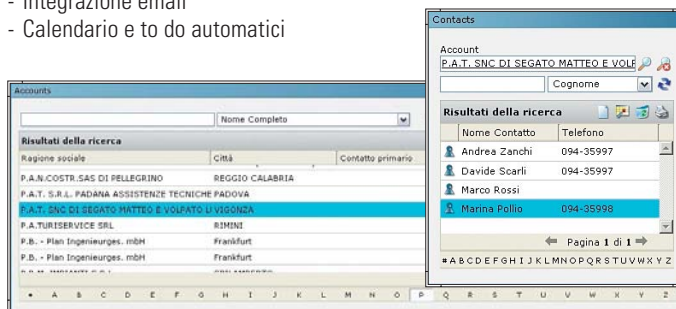 - Integrazione email
- Calendario e to do automatici
Accounts
Nome Completo
Risultati della ricerca
Ragione sociale Città Contatto primario
P.A.N.COSTR.SAS DI PELLEGRINO REGGIO CALABRIA
P.A.T. S.R.L. PADANA ASSISTENZE TECNICHE PADOVA
P.A.T. SNC DI SEGATO MATTEO E VOLPATO LI VIGONZA
P.A.TURISERVICE SRL RIMINI
P.B. - Plan Ingenieurges. mbH Frankfurt
P.B. - Plan Ingenieurges. mbH Frankfurt
A B C D E F G H I J K L M N O P Q R S T U V W X Y Z
Contacts
Account
P.A.T. SNC DI SEGATO MATTEO E VOLF
Cognome
Risultati della ricerca
Nome Contatto Telefono
Andrea Zanchi 094-35997
Davide Scarli 094-35997
Marco Rossi
Marina Pollio 094-35998
Pagina 1 di 1
# A B C D E F G H I J K L M N O P Q R S T U V W X Y Z